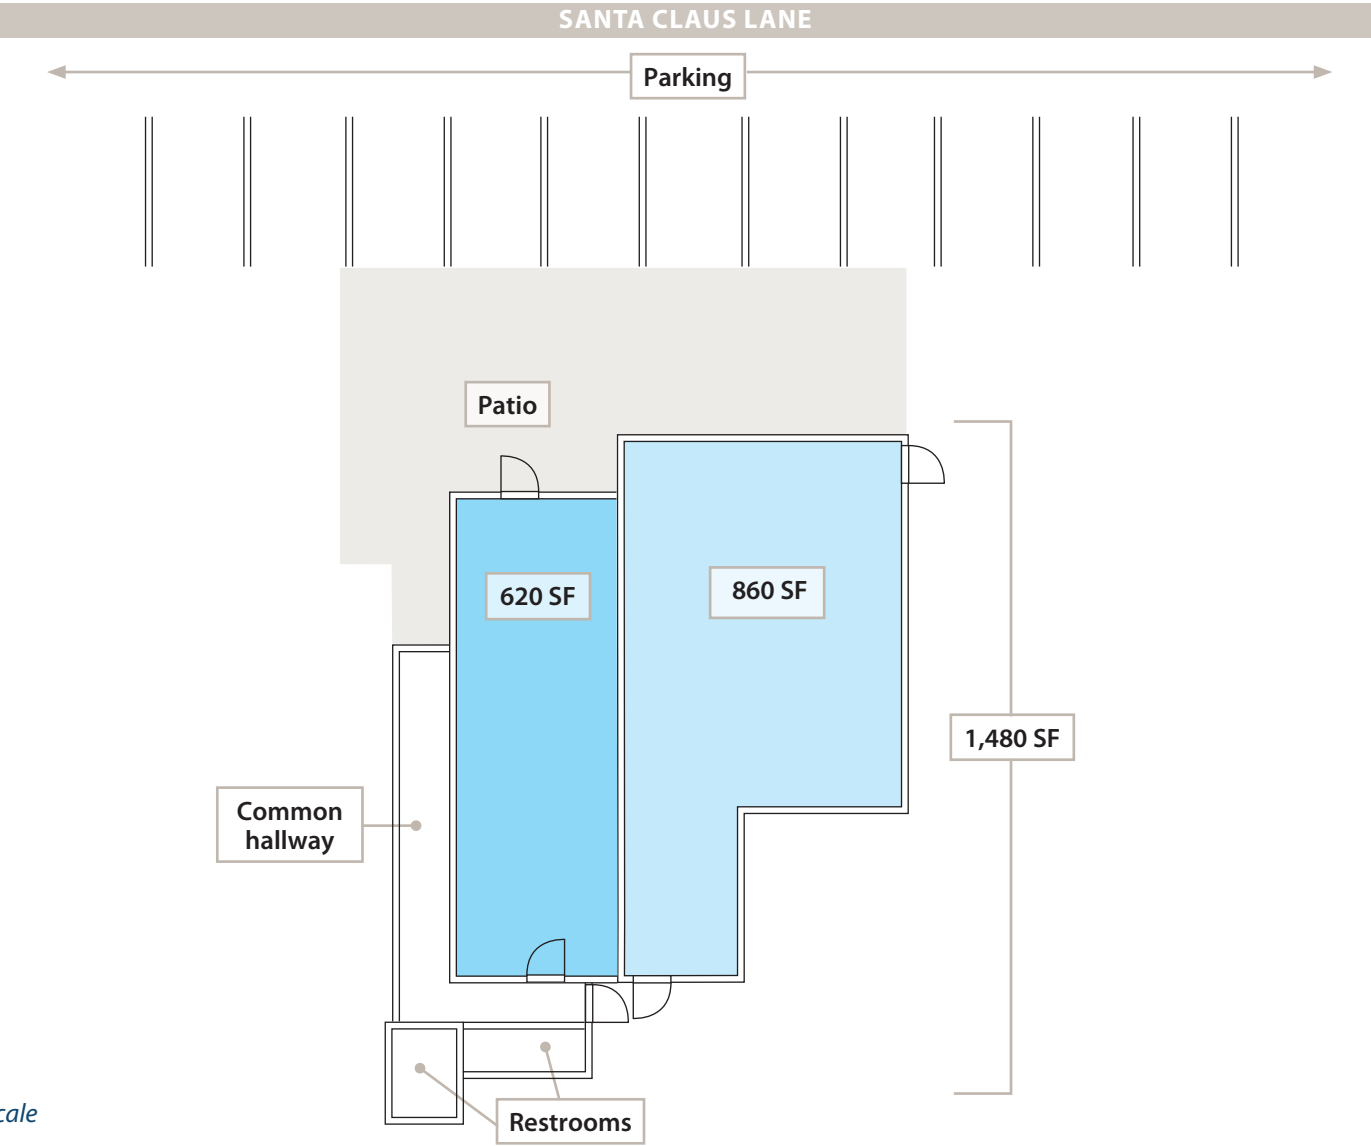 SANTA CLAUS LANE
Parking
Patio
620 SF
860 SF
1,480 SF
Common
hallway
Restrooms